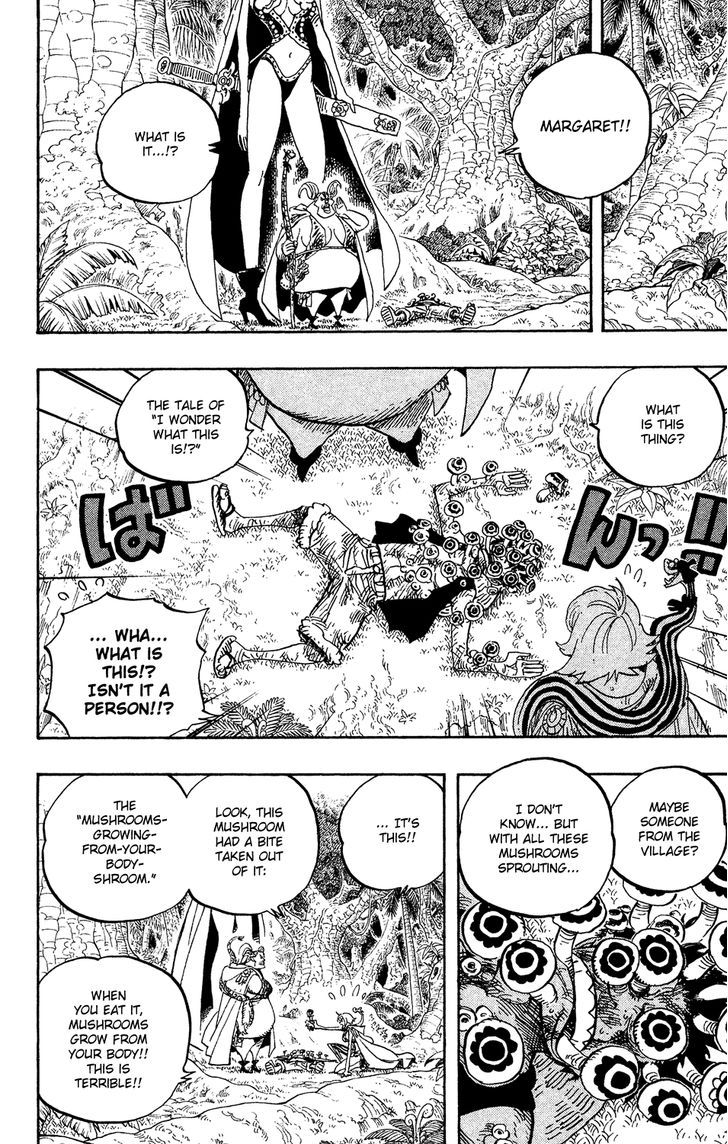 MARGARET!!
WHAT IS
IT...!?
WHAT
IS THIS
THING?
THE TALE OF
"I WONDER
WHAT THIS
IS!?"
んっ!!
ば
... WHA...
WHAT IS
THIS!?
ISN'T IT A
PERSON!!?
MAYBE
SOMEONE
FROM THE
VILLAGE?
I DON'T
KNOW... BUT
WITH ALL THESE
MUSHROOMS
SPROUTING...
... IT'S
THIS!!
LOOK, THIS
MUSHROOM
HAD A BITE
TAKEN OUT
OF IT:
THE
"MUSHROOMS-
GROWING-
FROM-YOUR-
BODY-
SHROOM."
WHEN
YOU EAT IT,
MUSHROOMS
GROW FROM
YOUR BODY!!
THIS IS
TERRIBLE!!